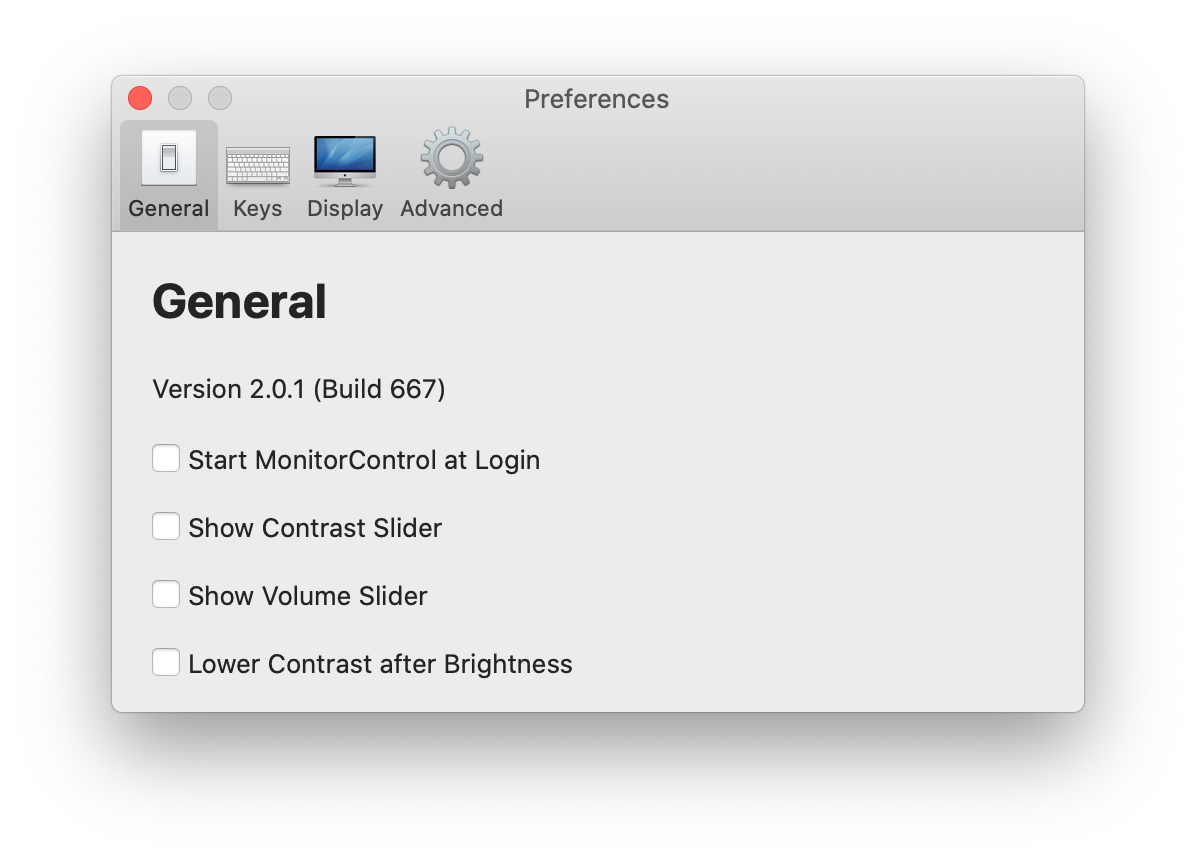 Preferences
General
Keys
Display
Advanced
General
Version 2.0.1 (Build 667)
Start MonitorControl at Login
Show Contrast Slider
Show Volume Slider
Lower Contrast after Brightness